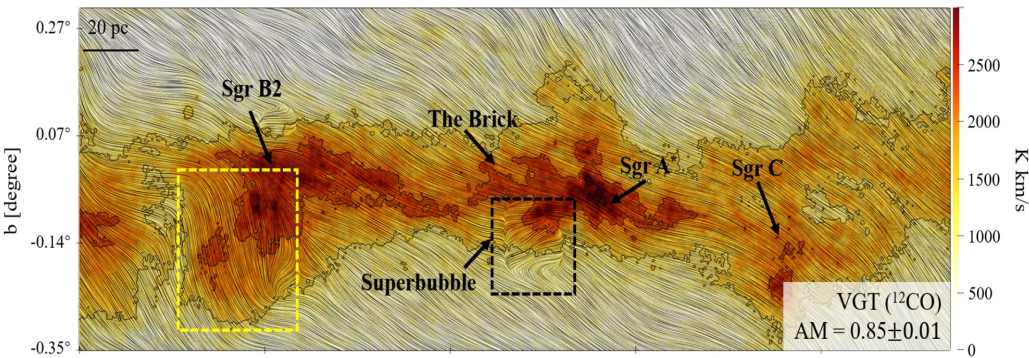 0.27°
20 pc
Sgr B2
The Brick
0.07°
Sgr A*
Sgr C
b [degree]
-0.14°
Superbubble
VGT (¹²CO)
AM = 0.85±0.01
-0.35°
2500
2000
1500
1000
500
0
K km/s